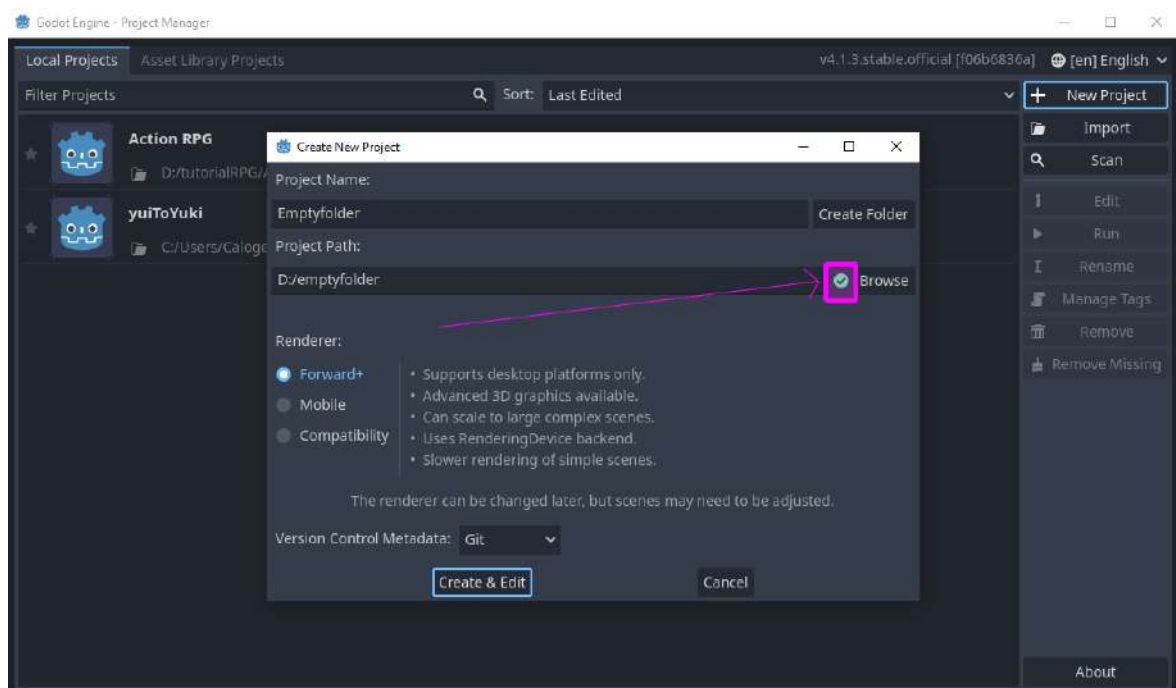 Godot Engine - Project Manager
Local Projects Asset Library Projects v4.1.3.stable.official [f06b6836a] [en] English
Filter Projects Sort: Last Edited New Project
Import
Scan
Edit
Run
Rename
Manage Tags
Remove
Remove Missing
Action RPG
D:/tutorialRPG/
yuiToYuki
C:/Users/Caloge
Create New Project
Project Name:
Emptyfolder Create Folder
Project Path:
D:/emptyfolder Browse
Renderer:
Forward+
Mobile
Compatibility
• Supports desktop platforms only.
• Advanced 3D graphics available.
• Can scale to large complex scenes.
• Uses RenderingDevice backend.
• Slower rendering of simple scenes.
The renderer can be changed later, but scenes may need to be adjusted.
Version Control Metadata: Git
Create & Edit Cancel
About